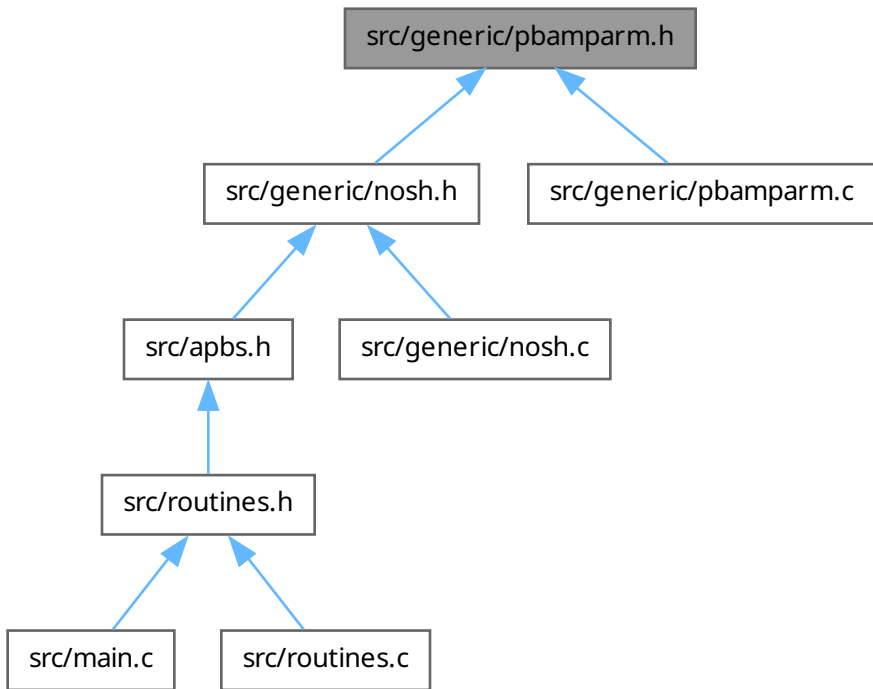 src/generic/pbamparm.h
src/generic/nosh.h
src/generic/pbamparm.c
src/apbs.h
src/generic/nosh.c
src/routines.h
src/main.c
src/routines.c